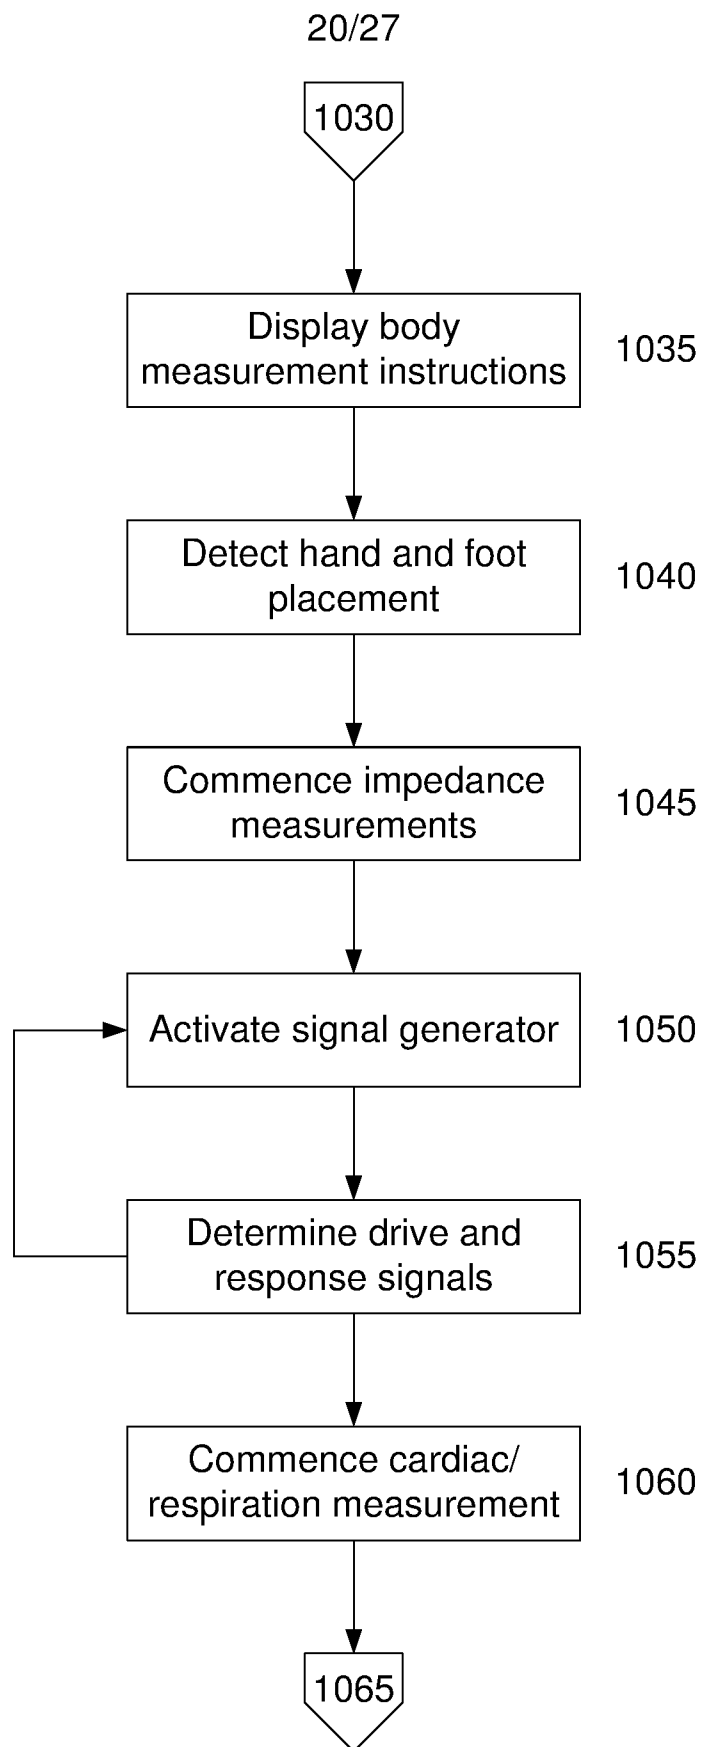 20/27
1030
Display body
measurement instructions
1035
Detect hand and foot
placement
1040
Commence impedance
measurements
1045
Activate signal generator
1050
Determine drive and
response signals
1055
Commence cardiac/
respiration measurement
1060
1065